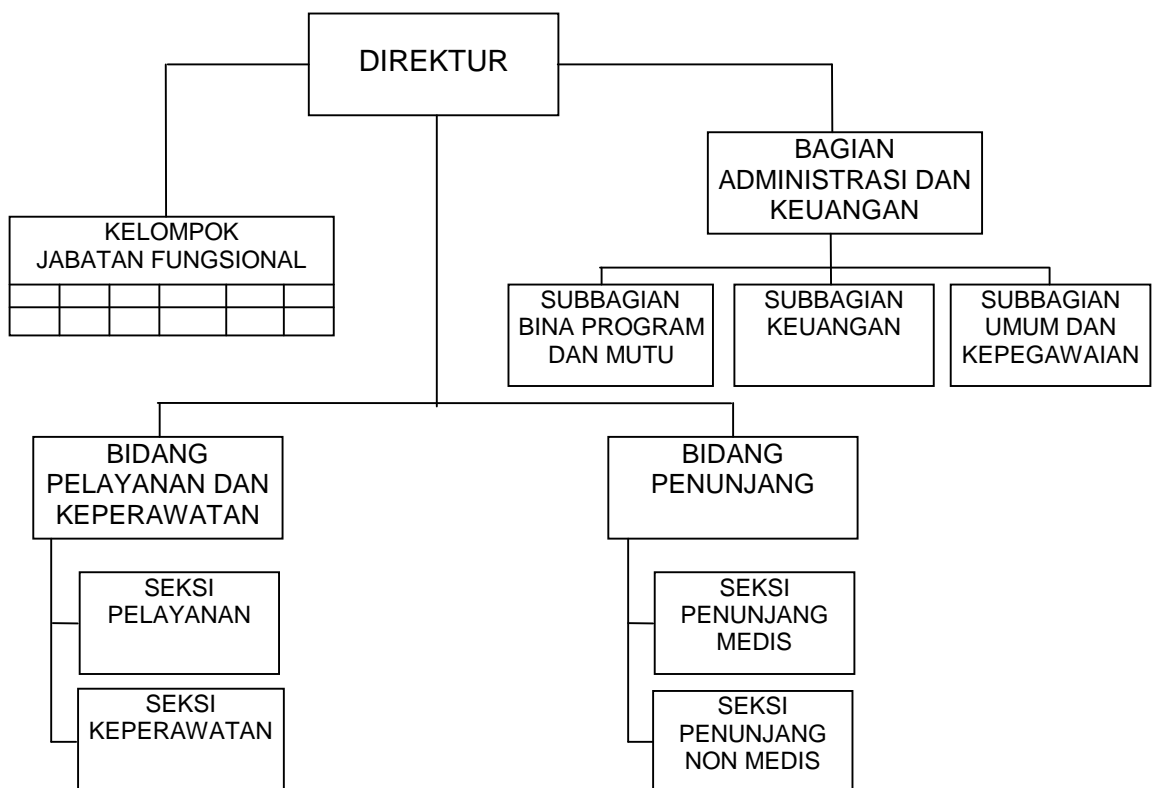 DIREKTUR
BAGIAN
ADMINISTRASI DAN
KEUANGAN
KELOMPOK
JABATAN FUNGSIONAL
SUBBAGIAN
BINA PROGRAM
DAN MUTU
SUBBAGIAN
KEUANGAN
SUBBAGIAN
UMUM DAN
KEPEGAWAIAN
BIDANG
PELAYANAN DAN
KEPERAWATAN
BIDANG
PENUNJANG
SEKSI
PELAYANAN
SEKSI
PENUNJANG
MEDIS
SEKSI
KEPERAWATAN
SEKSI
PENUNJANG
NON MEDIS